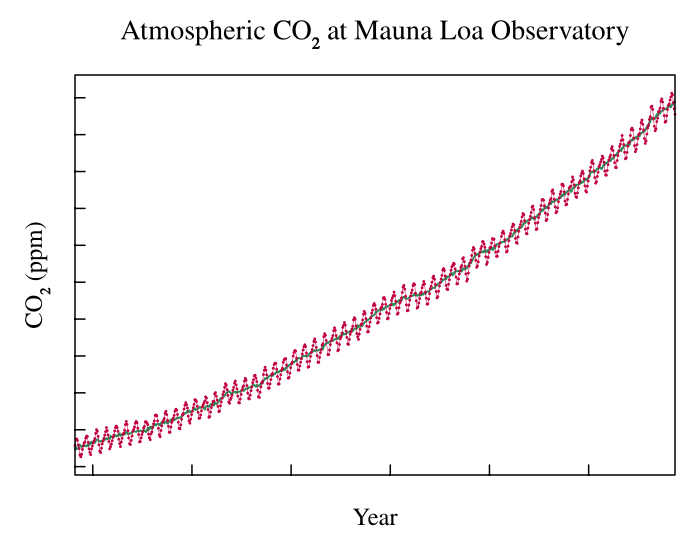 Atmospheric CO₂ at Mauna Loa Observatory
CO₂ (ppm)
Year